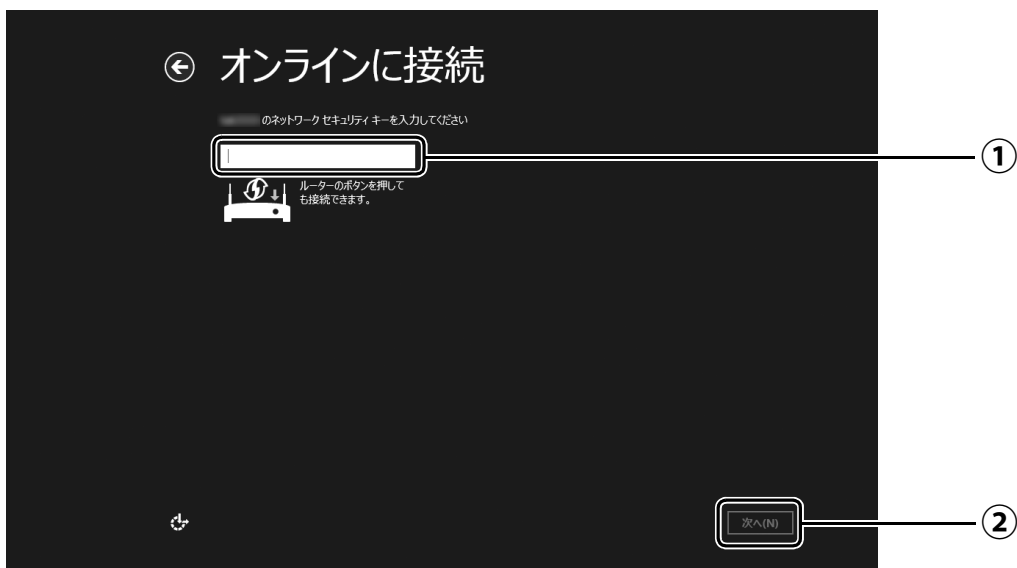 オンラインに接続
のネットワーク セキュリティ キーを入力してください
①
ルーターのボタンを押して
も接続できます。
次へ(N)
②